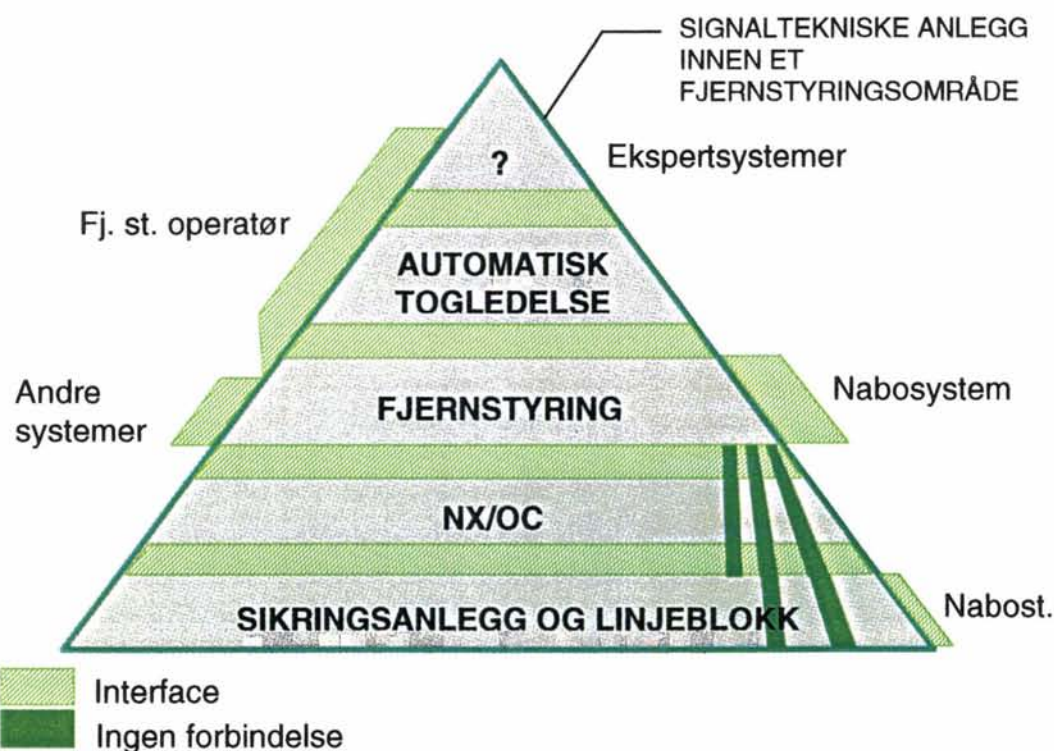 SIGNALTEKNISKE ANLEGG
INNEN ET
FJERNSTYRINGSOMRÅDE
?
Ekspertsystemer
Fj. st. operatør
AUTOMATISK
TOGLEDELSE
Andre
systemer
FJERNSTYRING
Nabosystem
NX/OC
SIKRINGSANLEGG OG LINJEBLOKK
Nabost.
Interface
Ingen forbindelse